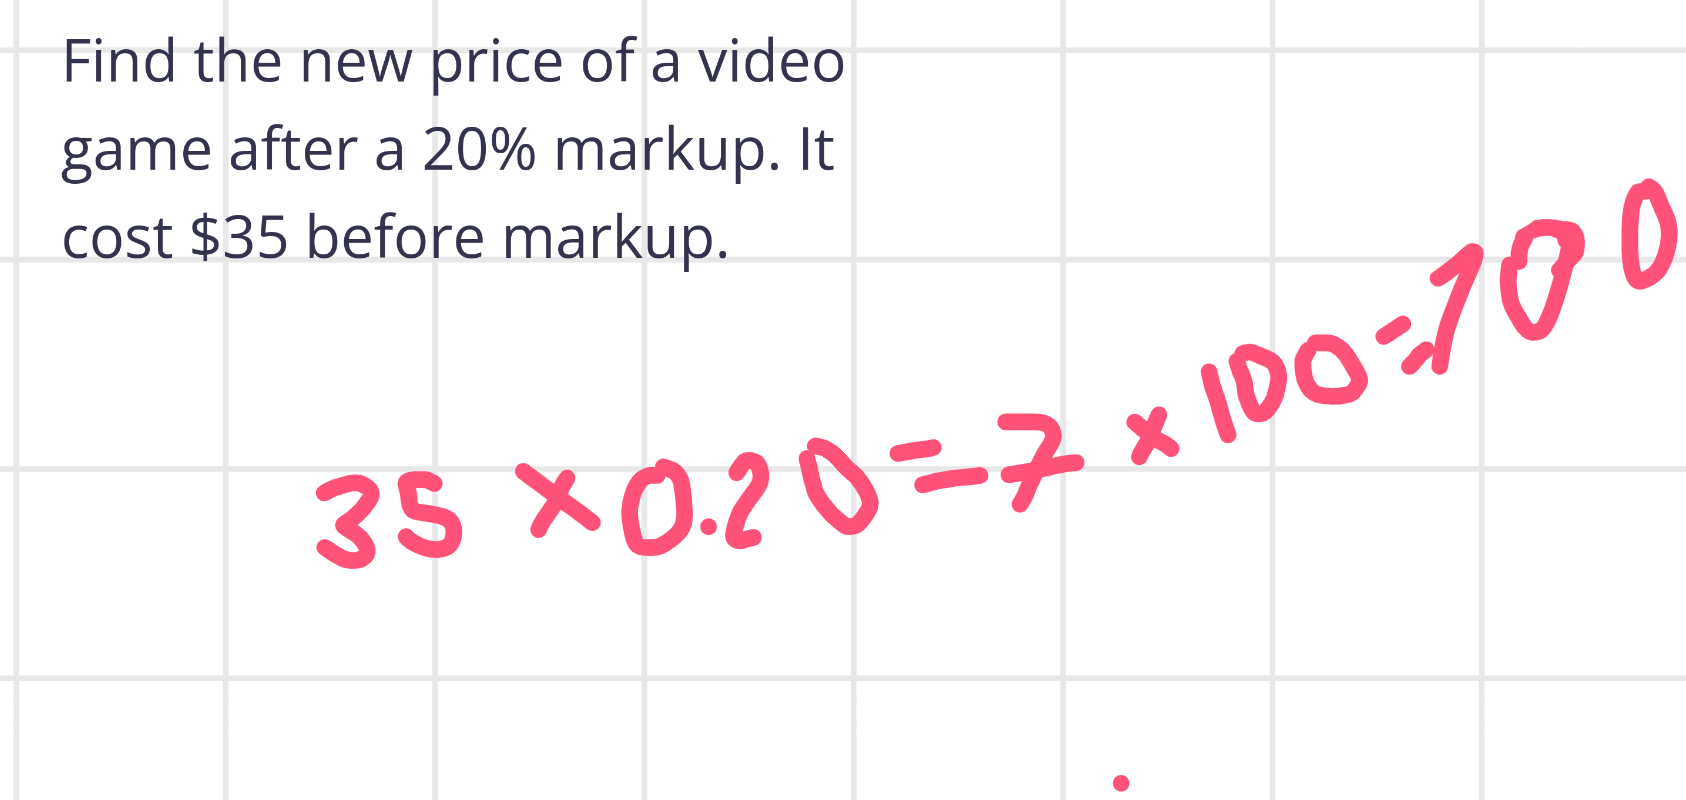 Find the new price of a video
game after a 20% markup. It
cost $35 before markup.
35 × 0.20 = 7 × 100 = 700